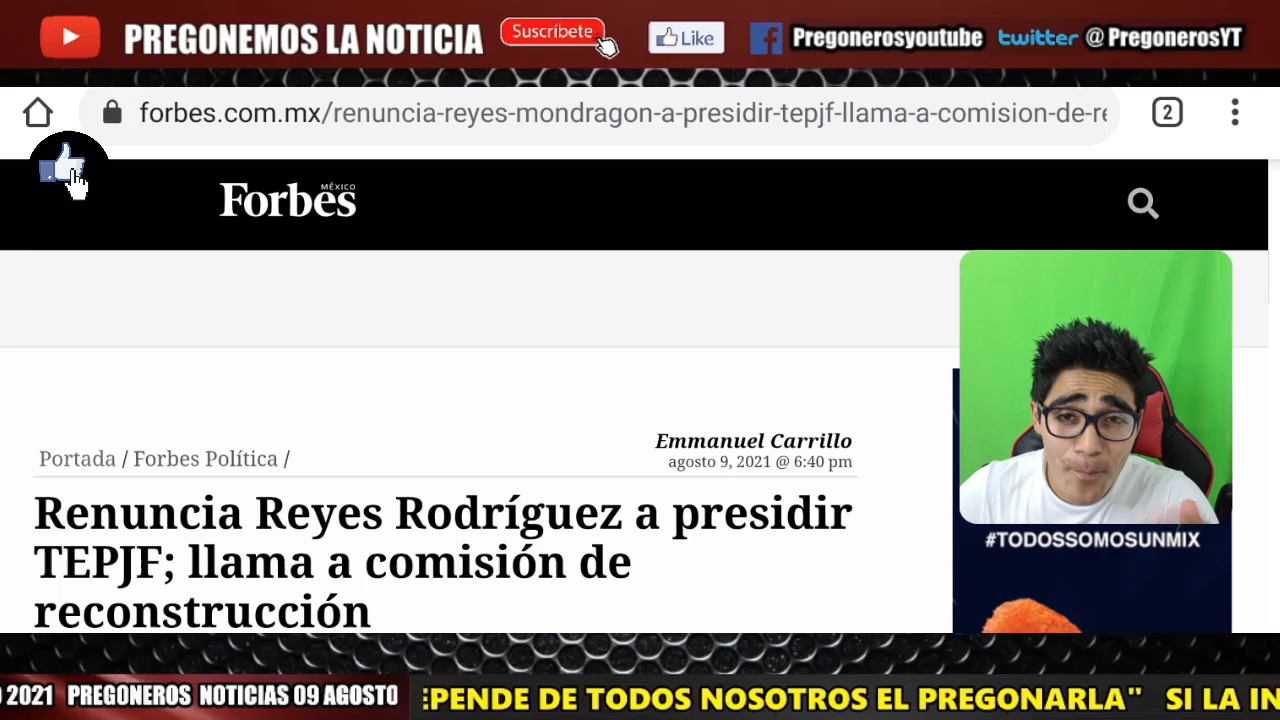 PREGONEMOS LA NOTICIA
Suscríbete
Like
Pregonerosyoutube
twitter @PregonerosYT
forbes.com.mx/renuncia-reyes-mondragon-a-presidir-tepjf-llama-a-comision-de-re
2
Forbes
MÉXICO
Portada / Forbes Política /
Emmanuel Carrillo
agosto 9, 2021 @ 6:40 pm
Renuncia Reyes Rodríguez a presidir
TEPJF; llama a comisión de
reconstrucción
#TODOSSOMOSUNMIX
2021 PREGONEROS NOTICIAS 09 AGOSTO
EPENDE DE TODOS NOSOTROS EL PREGONARLA" SI LA IN